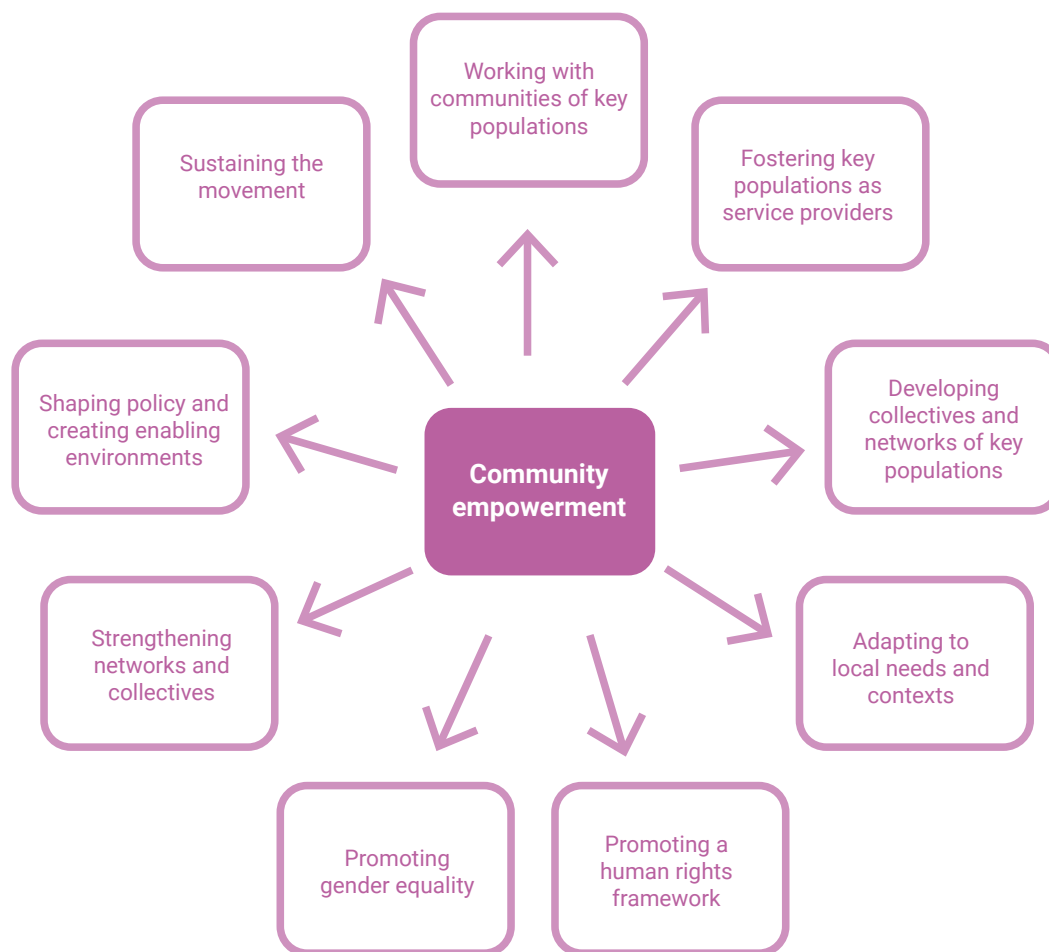 Working with
communities of key
populations
Fostering key
populations as
service providers
Developing
collectives and
networks of key
populations
Adapting to
local needs and
contexts
Promoting a
human rights
framework
Promoting
gender equality
Strengthening
networks and
collectives
Shaping policy and
creating enabling
environments
Sustaining the
movement
Community
empowerment